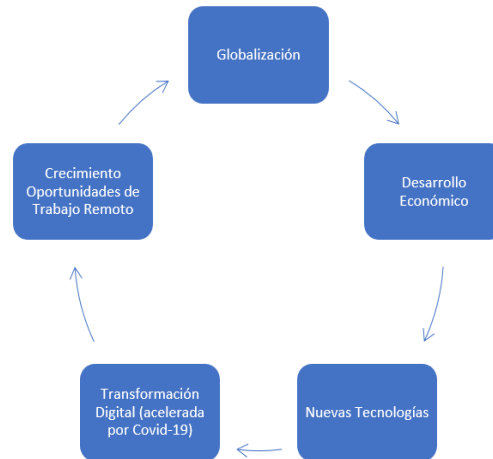 Globalización
Desarrollo
Económico
Nuevas Tecnologías
Transformación
Digital (acelerada
por Covid-19)
Crecimiento
Oportunidades de
Trabajo Remoto